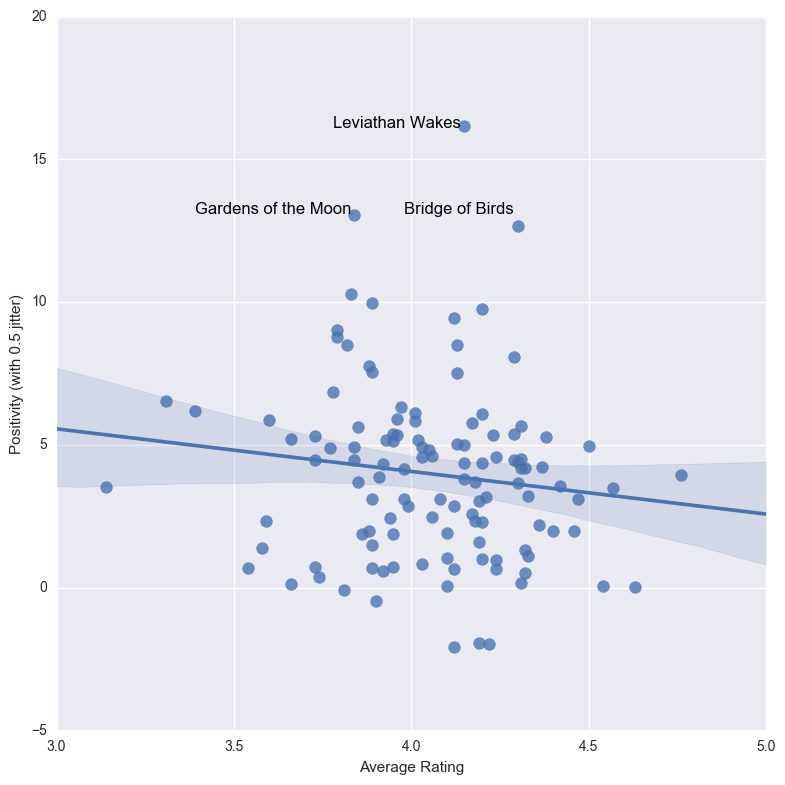 20
Leviathan Wakes
15
Gardens of the Moon
Bridge of Birds
10
Positivity (with 0.5 jitter)
5
0
−5
3.0
3.5
4.0
4.5
5.0
Average Rating